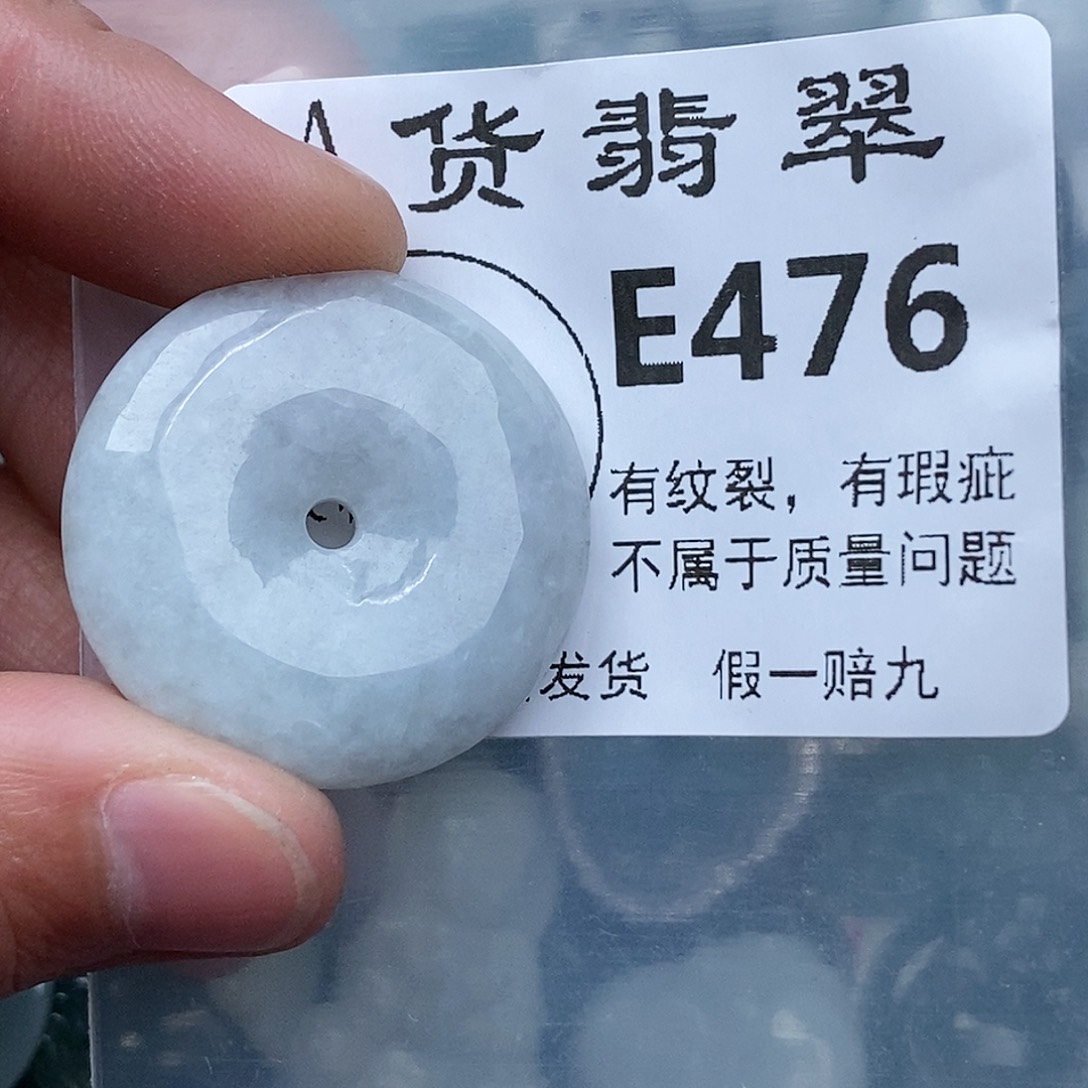 A货翡翠
E476
有纹裂，有瑕疵
不属于质量问题
发货 假一赔九